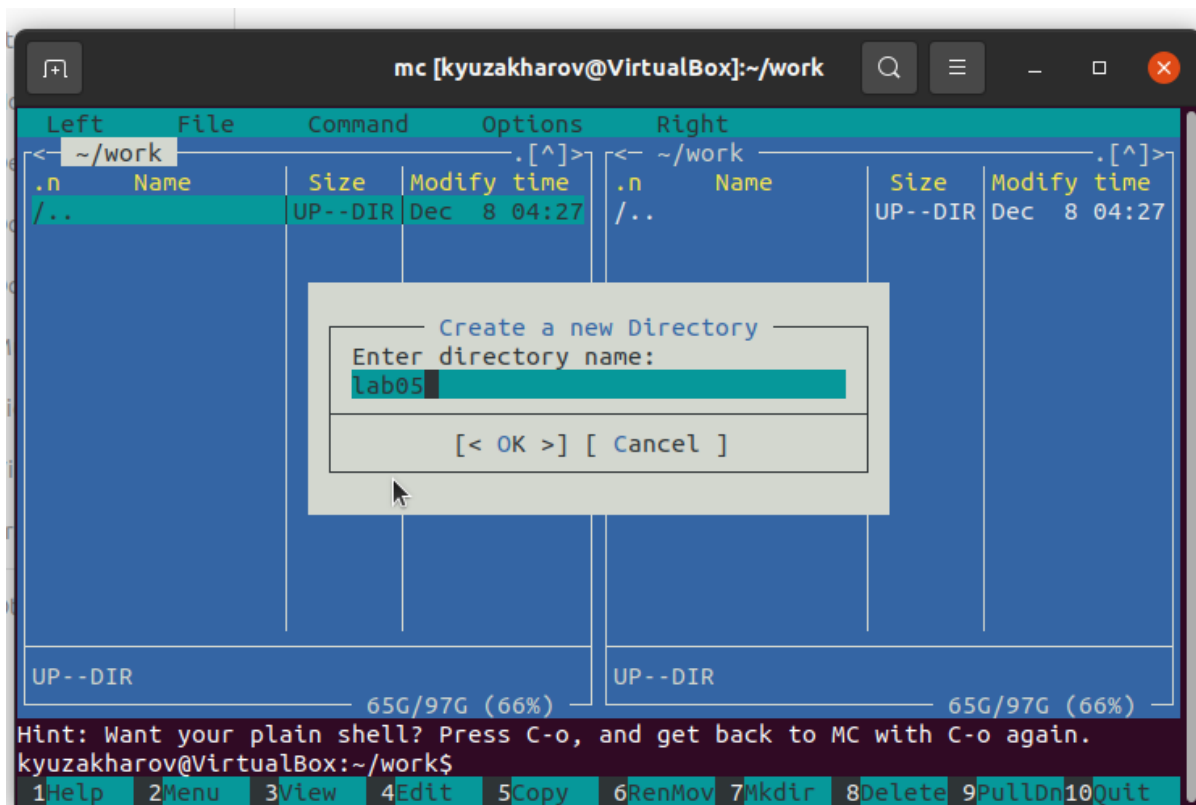 mc [kyuzakharov@VirtualBox]:~/work
Left File Command Options Right
<— ~/work .[^]> <— ~/work .[^]>
.n Name Size Modify time .n Name Size Modify time
/.. UP--DIR Dec 8 04:27 /.. UP--DIR Dec 8 04:27
Create a new Directory
Enter directory name:
lab05
[< OK >] [ Cancel ]
UP--DIR UP--DIR
65G/97G (66%) 65G/97G (66%)
Hint: Want your plain shell? Press C-o, and get back to MC with C-o again.
kyuzakharov@VirtualBox:~/work$
1Help 2Menu 3View 4Edit 5Copy 6RenMov 7Mkdir 8Delete 9PullDn 10Quit